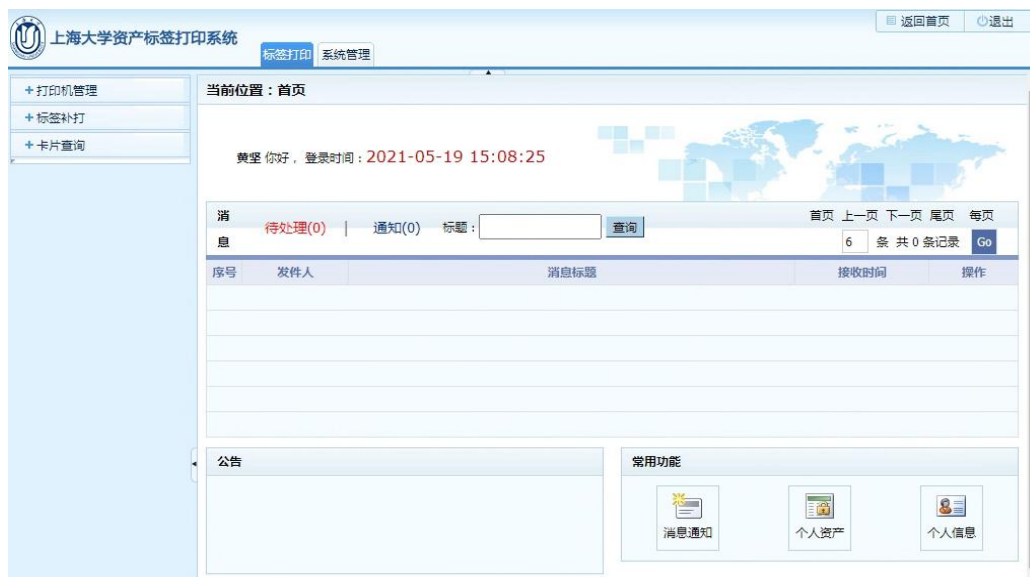 返回首页 退出
上海大学资产标签打印系统
标签打印 系统管理
+打印机管理
+标签补打
+卡片查询
当前位置：首页
黄坚 你好， 登录时间：2021-05-19 15:08:25
消息 待处理(0) | 通知(0) 标题： 查询
首页 上一页 下一页 尾页 每页
6 条 共 0 条记录 Go
序号 发件人 消息标题 接收时间 操作
公告
常用功能
消息通知 个人资产 个人信息